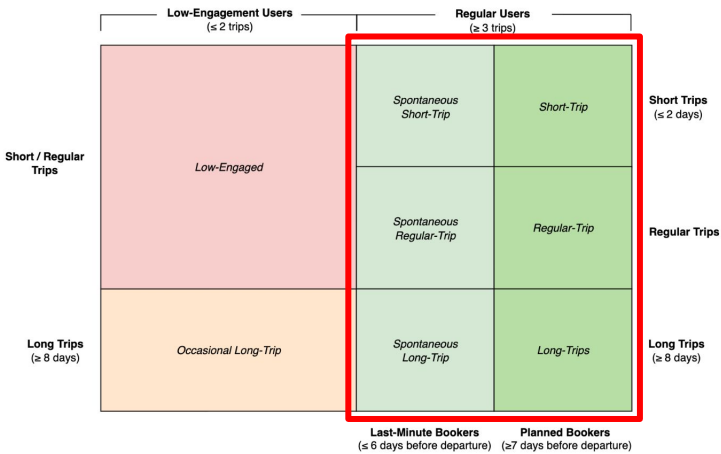 Low-Engagement Users
(≤ 2 trips)
Regular Users
(≥ 3 trips)
Short / Regular
Trips
Low-Engaged
Spontaneous
Short-Trip
Short-Trip
Short Trips
(≤ 2 days)
Spontaneous
Regular-Trip
Regular-Trip
Regular Trips
Long Trips
(≥ 8 days)
Occasional Long-Trip
Spontaneous
Long-Trip
Long-Trips
Long Trips
(≥ 8 days)
Last-Minute Bookers
(≤ 6 days before departure)
Planned Bookers
(≥7 days before departure)